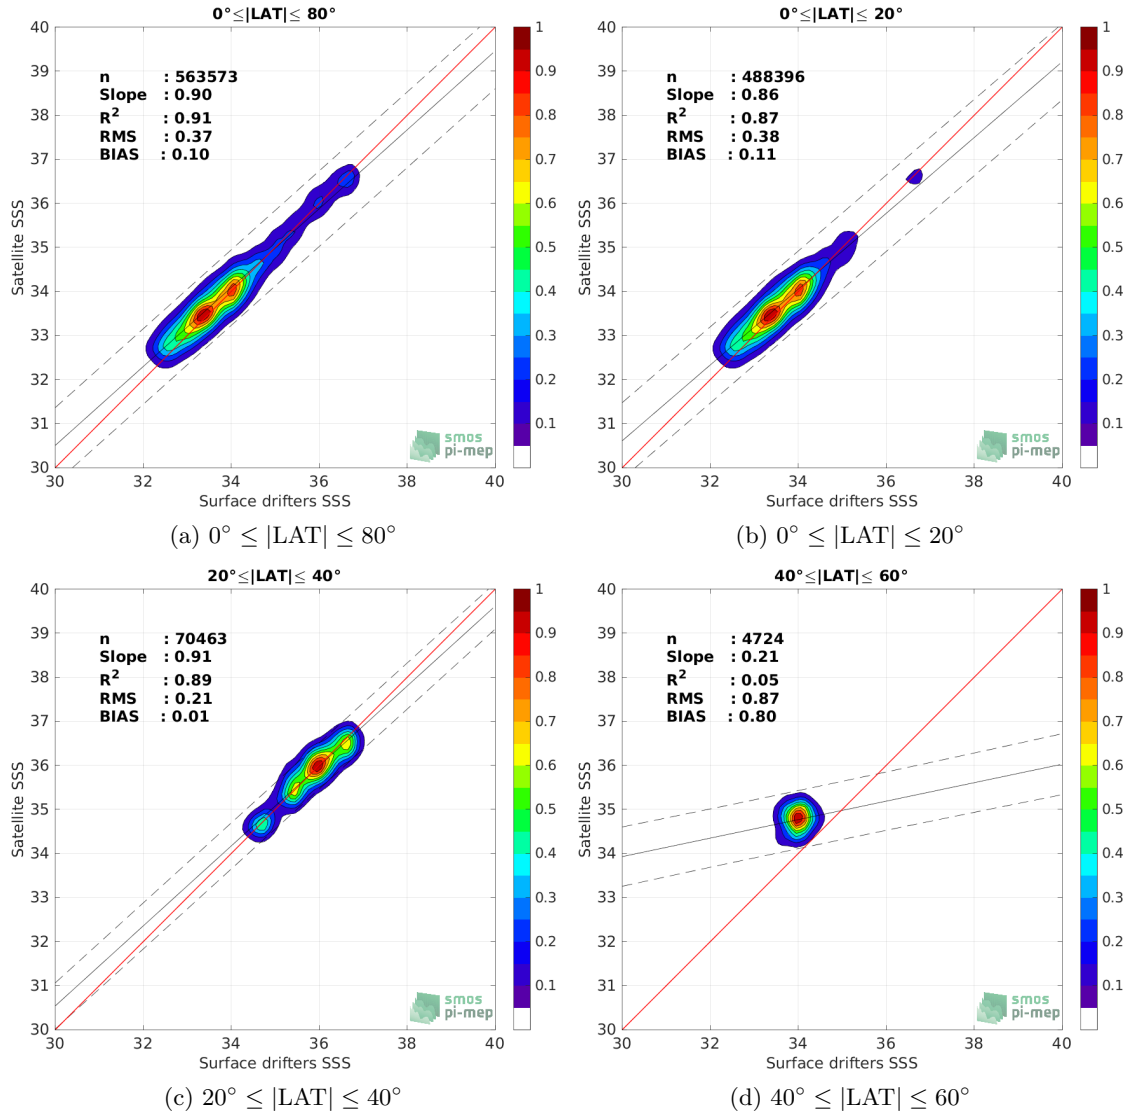 0°≤|LAT|≤ 80°
n : 563573
Slope : 0.90
R² : 0.91
RMS : 0.37
BIAS : 0.10
40
39
38
37
36
35
34
33
32
31
30
Satellite SSS
30 32 34 36 38 40
Surface drifters SSS
1
0.9
0.8
0.7
0.6
0.5
0.4
0.3
0.2
0.1
smos
pi-mep
(a) 0° ≤ |LAT| ≤ 80°
0°≤|LAT|≤ 20°
n : 488396
Slope : 0.86
R² : 0.87
RMS : 0.38
BIAS : 0.11
40
39
38
37
36
35
34
33
32
31
30
Satellite SSS
30 32 34 36 38 40
Surface drifters SSS
1
0.9
0.8
0.7
0.6
0.5
0.4
0.3
0.2
0.1
smos
pi-mep
(b) 0° ≤ |LAT| ≤ 20°
20°≤|LAT|≤ 40°
n : 70463
Slope : 0.91
R² : 0.89
RMS : 0.21
BIAS : 0.01
40
39
38
37
36
35
34
33
32
31
30
Satellite SSS
30 32 34 36 38 40
Surface drifters SSS
1
0.9
0.8
0.7
0.6
0.5
0.4
0.3
0.2
0.1
smos
pi-mep
(c) 20° ≤ |LAT| ≤ 40°
40°≤|LAT|≤ 60°
n : 4724
Slope : 0.21
R² : 0.05
RMS : 0.87
BIAS : 0.80
40
39
38
37
36
35
34
33
32
31
30
Satellite SSS
30 32 34 36 38 40
Surface drifters SSS
1
0.9
0.8
0.7
0.6
0.5
0.4
0.3
0.2
0.1
smos
pi-mep
(d) 40° ≤ |LAT| ≤ 60°